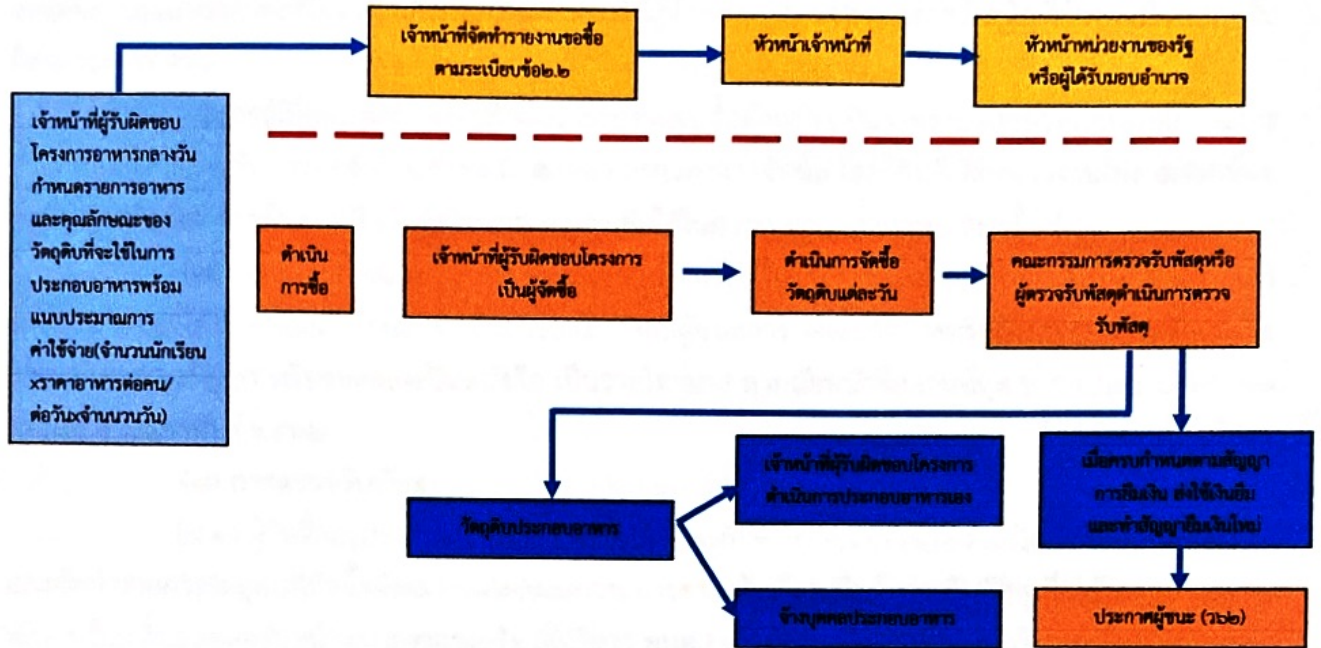 เจ้าหน้าที่จัดทำรายงานขอซื้อ
ตามระเบียบข้อ๒.๒
หัวหน้าเจ้าหน้าที่
หัวหน้าหน่วยงานของรัฐ
หรือผู้ได้รับมอบอำนาจ
เจ้าหน้าที่ผู้รับผิดชอบ
โครงการอาหารกลางวัน
กำหนดรายการอาหาร
และคุณลักษณะของ
วัตถุดิบที่จะใช้ในการ
ประกอบอาหารพร้อม
แนบประมาณการ
ค่าใช้จ่าย(จำนวนนักเรียน
xราคาอาหารต่อคน/
ต่อวันxจำนนวนวัน)
ดำเนิน
การซื้อ
เจ้าหน้าที่ผู้รับผิดชอบโครงการ
เป็นผู้จัดซื้อ
ดำเนินการจัดซื้อ
วัตถุดิบแต่ละวัน
คณะกรรมการตรวจรับพัสดุหรือ
ผู้ตรวจรับพัสดุดำเนินการตรวจ
รับพัสดุ
วัตถุดิบประกอบอาหาร
เจ้าหน้าที่ผู้รับผิดชอบโครงการ
ดำเนินการประกอบอาหารเอง
จ้างบุคคลประกอบอาหาร
เมื่อครบกำหนดตามสัญญา
การยืมเงิน ส่งใช้เงินยืม
และทำสัญญายืมเงินใหม่
ประกาศผู้ชนะ (ว๖๒)